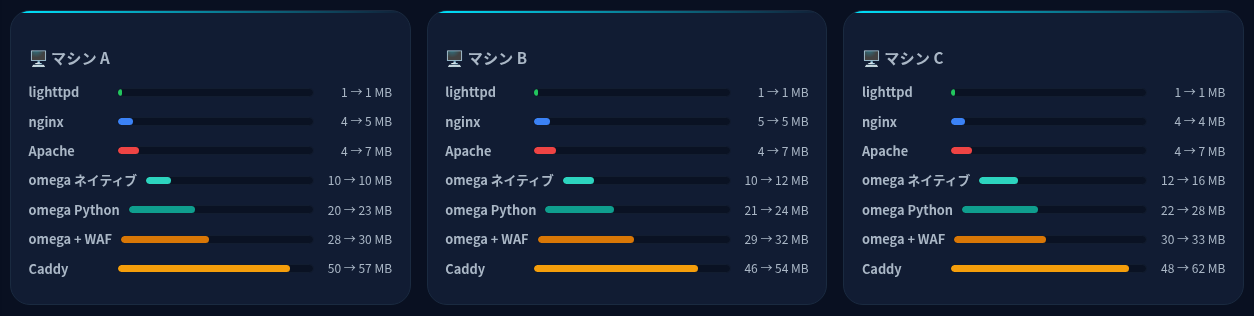 マシン A
lighttpd 1 → 1 MB
nginx 4 → 5 MB
Apache 4 → 7 MB
omega ネイティブ 10 → 10 MB
omega Python 20 → 23 MB
omega + WAF 28 → 30 MB
Caddy 50 → 57 MB
マシン B
lighttpd 1 → 1 MB
nginx 5 → 5 MB
Apache 4 → 7 MB
omega ネイティブ 10 → 12 MB
omega Python 21 → 24 MB
omega + WAF 29 → 32 MB
Caddy 46 → 54 MB
マシン C
lighttpd 1 → 1 MB
nginx 4 → 4 MB
Apache 4 → 7 MB
omega ネイティブ 12 → 16 MB
omega Python 22 → 28 MB
omega + WAF 30 → 33 MB
Caddy 48 → 62 MB